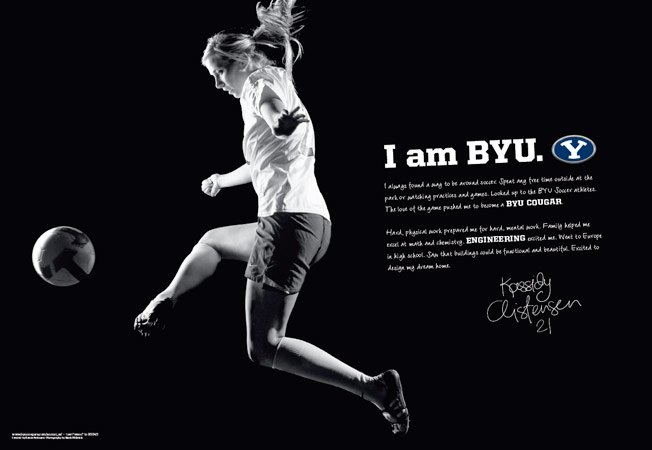 I am BYU. Y
I always found a way to be around soccer. Spent any free time outside at the
park or watching practices and games. Looked up to the BYU Soccer athletes.
The love of the game pushed me to become a BYU COUGAR.
Hard, physical work prepared me for hard, mental work. Family helped me
excel at math and chemistry. ENGINEERING excited me. Went to Europe
in high school. Saw that buildings could be functional and beautiful. Excited to
design my dream home.
Kassidy
Christensen
21